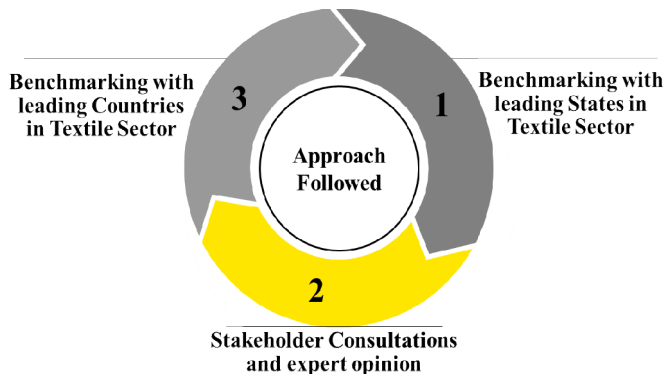 Approach
Followed
1
Benchmarking with
leading States in
Textile Sector
2
Stakeholder Consultations
and expert opinion
3
Benchmarking with
leading Countries
in Textile Sector